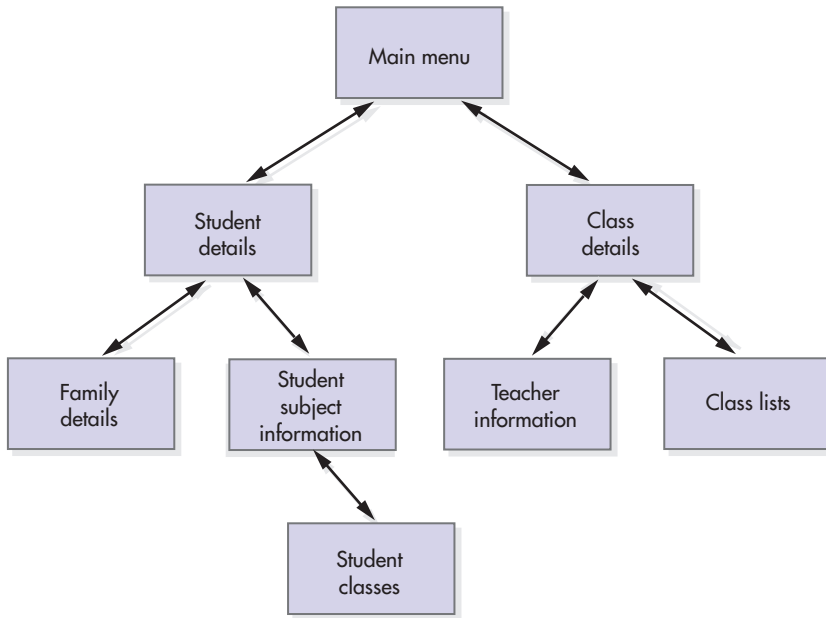 Main menu
Student
details
Class
details
Family
details
Student
subject
information
Teacher
information
Class lists
Student
classes